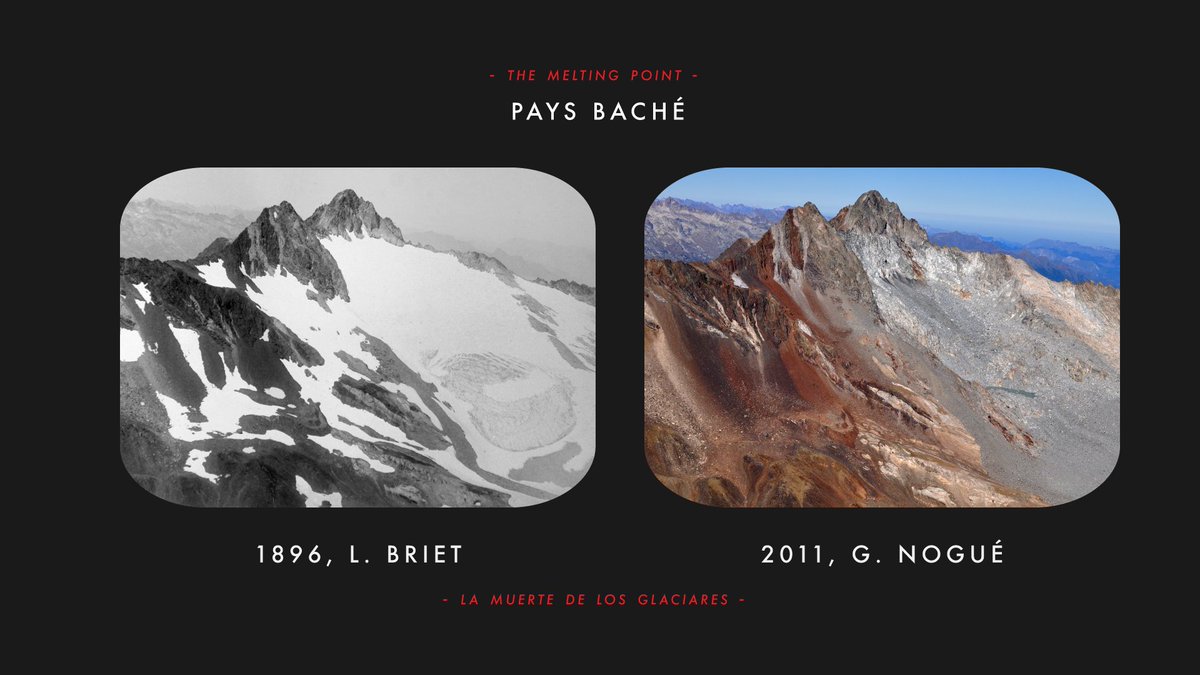 - THE MELTING POINT -
PAYS BACHÉ
1896, L. BRIET
2011, G. NOGUÉ
- LA MUERTE DE LOS GLACIARES -